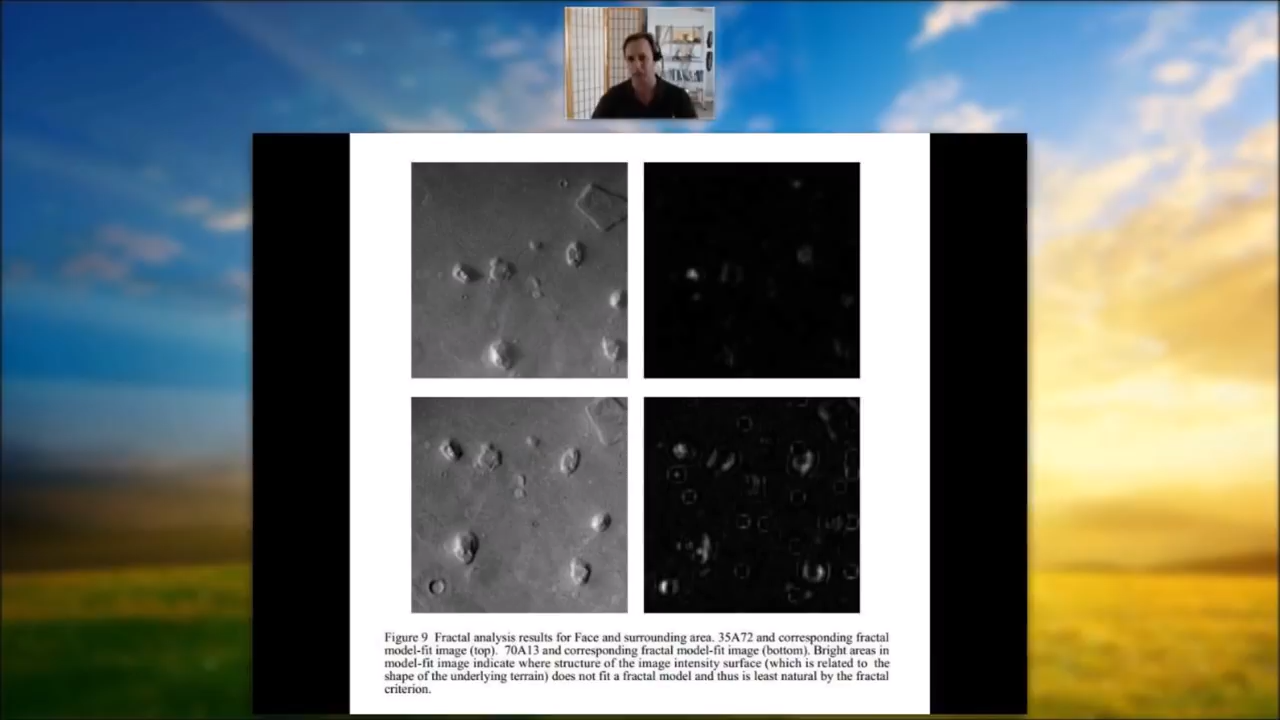 Figure 9  Fractal analysis results for Face and surrounding area. 35A72 and corresponding fractal
model-fit image (top).  70A13 and corresponding fractal model-fit image (bottom). Bright areas in
model-fit image indicate where structure of the image intensity surface (which is related to  the
shape of the underlying terrain) does not fit a fractal model and thus is least natural by the fractal
criterion.